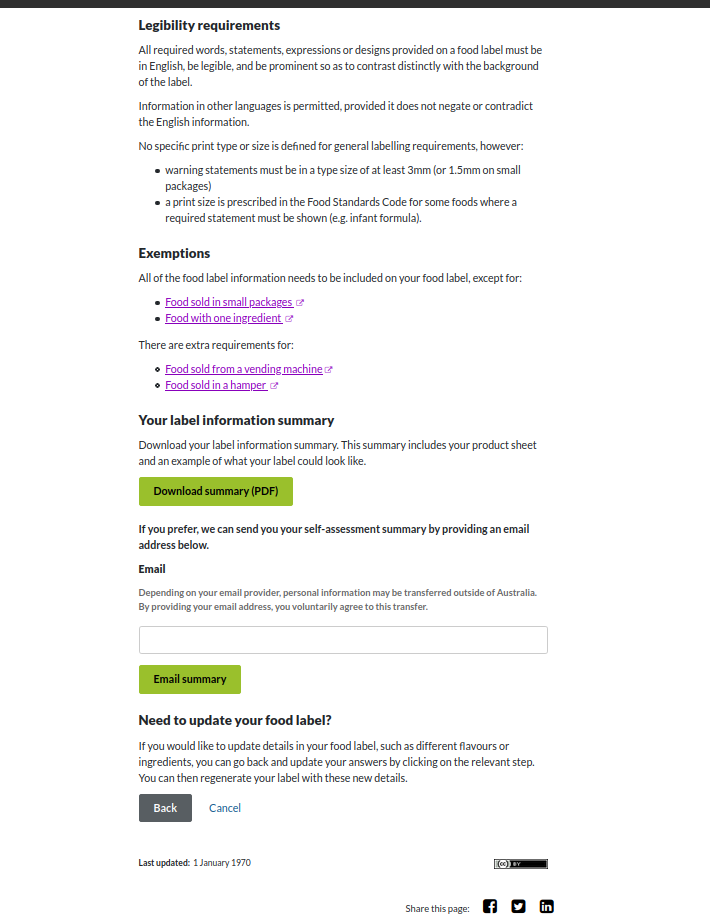 Legibility requirements
All required words, statements, expressions or designs provided on a food label must be
in English, be legible, and be prominent so as to contrast distinctly with the background
of the label.
Information in other languages is permitted, provided it does not negate or contradict
the English information.
No specific print type or size is defined for general labelling requirements, however:
warning statements must be in a type size of at least 3mm (or 1.5mm on small
packages)
a print size is prescribed in the Food Standards Code for some foods where a
required statement must be shown (e.g. infant formula).
Exemptions
All of the food label information needs to be included on your food label, except for:
Food sold in small packages
Food with one ingredient
There are extra requirements for:
Food sold from a vending machine
Food sold in a hamper
Your label information summary
Download your label information summary. This summary includes your product sheet
and an example of what your label could look like.
Download summary (PDF)
If you prefer, we can send you your self-assessment summary by providing an email
address below.
Email
Depending on your email provider, personal information may be transferred outside of Australia.
By providing your email address, you voluntarily agree to this transfer.
Email summary
Need to update your food label?
If you would like to update details in your food label, such as different flavours or
ingredients, you can go back and update your answers by clicking on the relevant step.
You can then regenerate your label with these new details.
Back Cancel
Last updated: 1 January 1970 cc BY
Share this page: